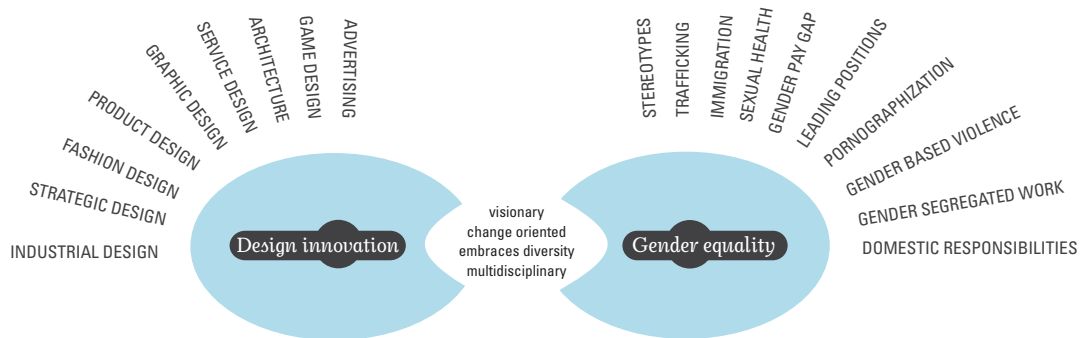 INDUSTRIAL DESIGN
STRATEGIC DESIGN
FASHION DESIGN
PRODUCT DESIGN
GRAPHIC DESIGN
SERVICE DESIGN
ARCHITECTURE
GAME DESIGN
ADVERTISING
Design innovation
visionary
change oriented
embraces diversity
multidisciplinary
Gender equality
STEREOTYPES
TRAFFICKING
IMMIGRATION
SEXUAL HEALTH
GENDER PAY GAP
LEADING POSITIONS
PORNOGRAPHIZATION
GENDER BASED VIOLENCE
GENDER SEGREGATED WORK
DOMESTIC RESPONSIBILITIES